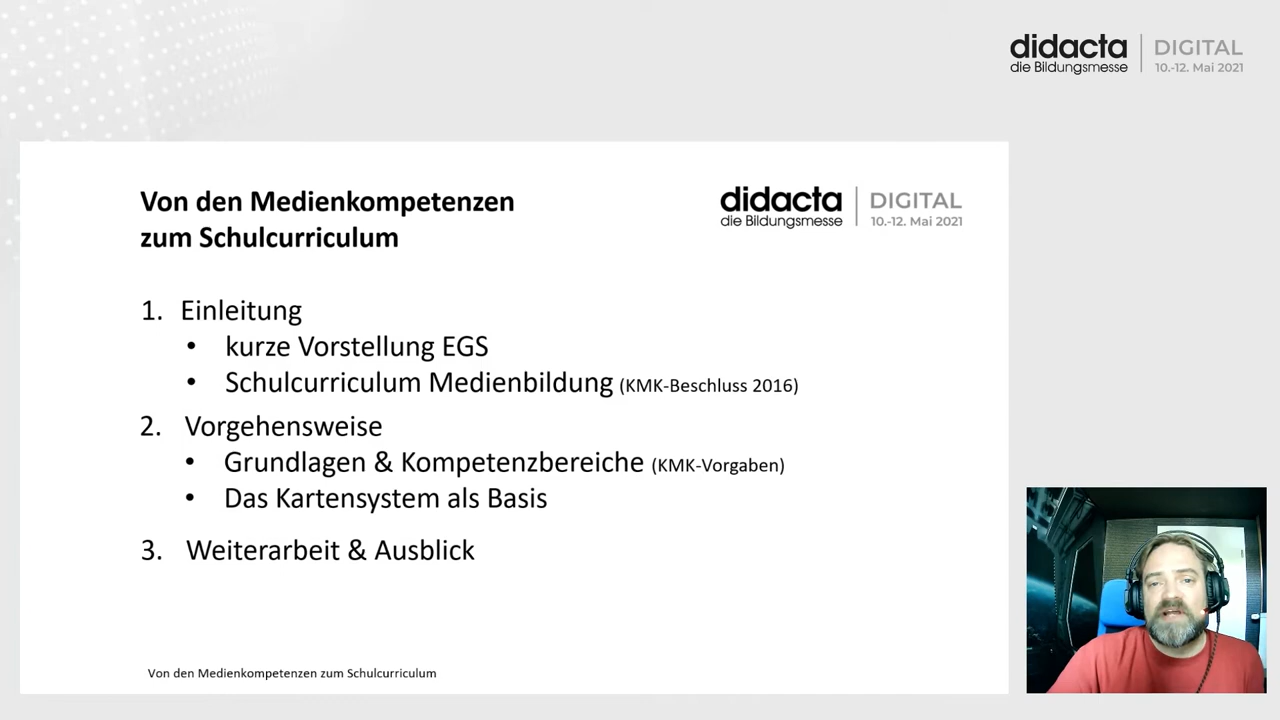 didacta DIGITAL
die Bildungsmesse 10.-12. Mai 2021
Von den Medienkompetenzen
zum Schulcurriculum
didacta DIGITAL
die Bildungsmesse 10.-12. Mai 2021
1. Einleitung
• kurze Vorstellung EGS
• Schulcurriculum Medienbildung (KMK-Beschluss 2016)
2. Vorgehensweise
• Grundlagen & Kompetenzbereiche (KMK-Vorgaben)
• Das Kartensystem als Basis
3. Weiterarbeit & Ausblick
Von den Medienkompetenzen zum Schulcurriculum